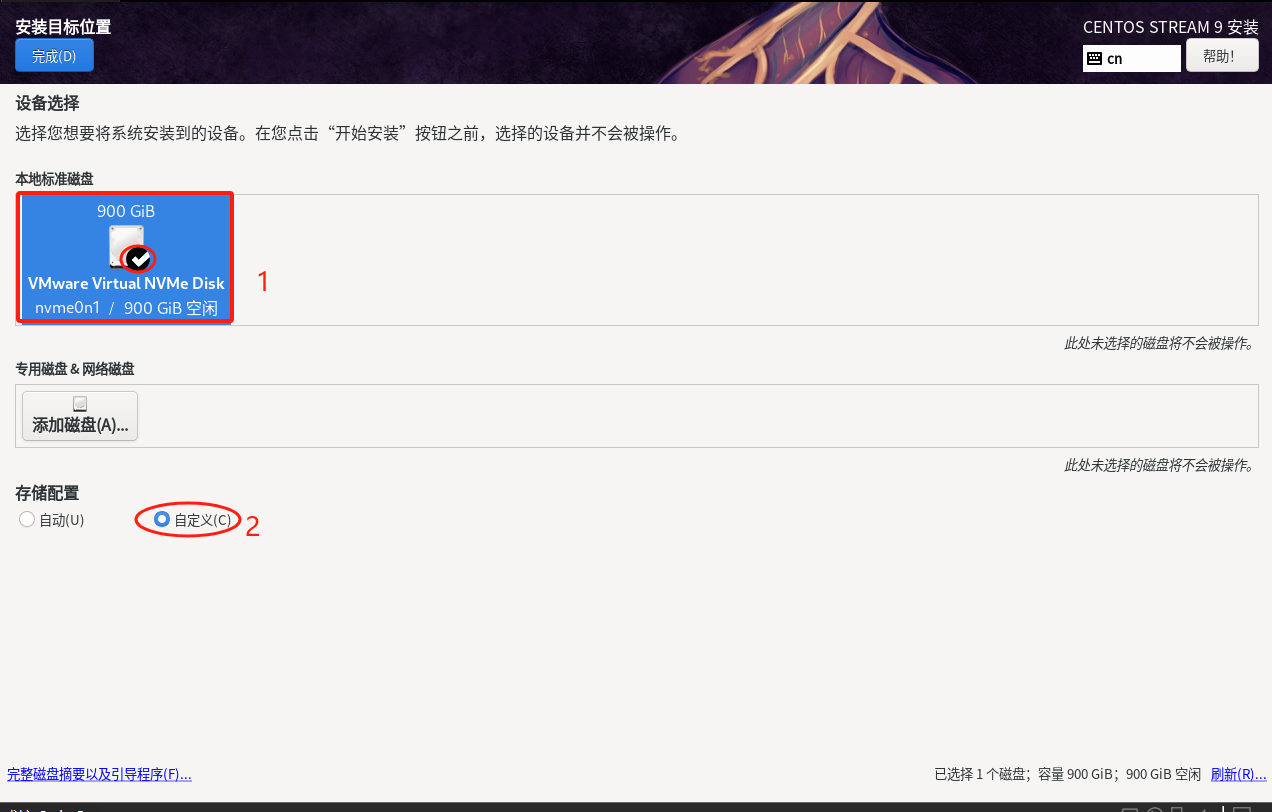 安装目标位置
CENTOS STREAM 9 安装
完成(D)
cn
帮助!
设备选择
选择您想要将系统安装到的设备。在您点击“开始安装”按钮之前，选择的设备并不会被操作。
本地标准磁盘
900 GiB
VMware Virtual NVMe Disk
nvme0n1 / 900 GiB 空闲
1
此处未选择的磁盘将不会被操作。
专用磁盘 & 网络磁盘
添加磁盘(A)...
此处未选择的磁盘将不会被操作。
存储配置
自动(U)
自定义(C)
2
完整磁盘摘要以及引导程序(F)...
已选择 1 个磁盘；容量 900 GiB；900 GiB 空闲
刷新(R)...